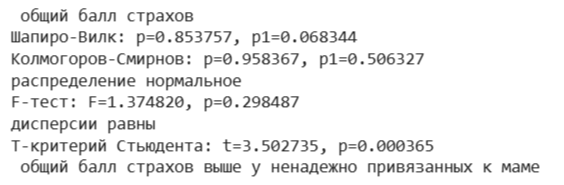 общий балл страхов
Шапиро-Вилк: p=0.853757, p1=0.068344
Колмогоров-Смирнов: p=0.958367, p1=0.506327
распределение нормальное
F-тест: F=1.374820, p=0.298487
дисперсии равны
Т-критерий Стьюдента: t=3.502735, p=0.000365
общий балл страхов выше у ненадежно привязанных к маме